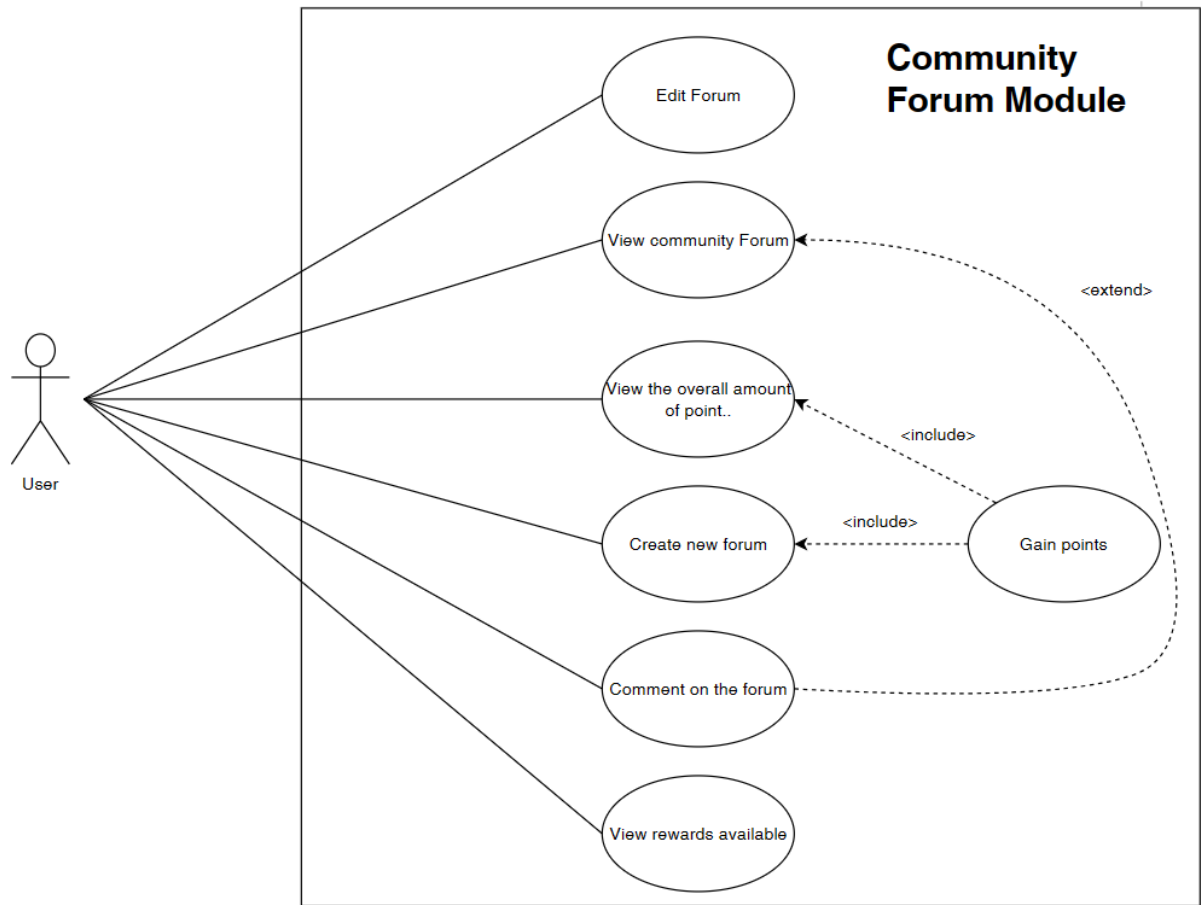 Community
Forum Module
Edit Forum
View community Forum
<extend>
View the overall amount
of point..
<include>
<include>
Create new forum
Gain points
User
Comment on the forum
View rewards available